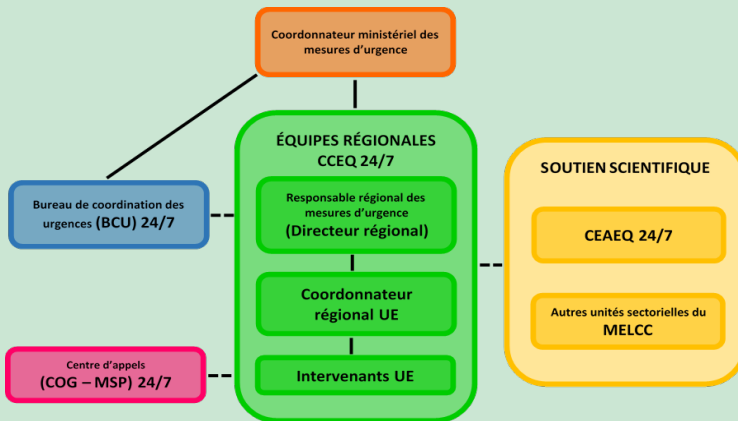 Coordonnateur ministériel des
mesures d'urgence
ÉQUIPES RÉGIONALES
CCEQ 24/7
Responsable régional des
mesures d'urgence
(Directeur régional)
Coordonnateur
régional UE
Intervenants UE
Bureau de coordination des
urgences (BCU) 24/7
Centre d'appels
(COG – MSP) 24/7
SOUTIEN SCIENTIFIQUE
CEAEQ 24/7
Autres unités sectorielles du
MELCC